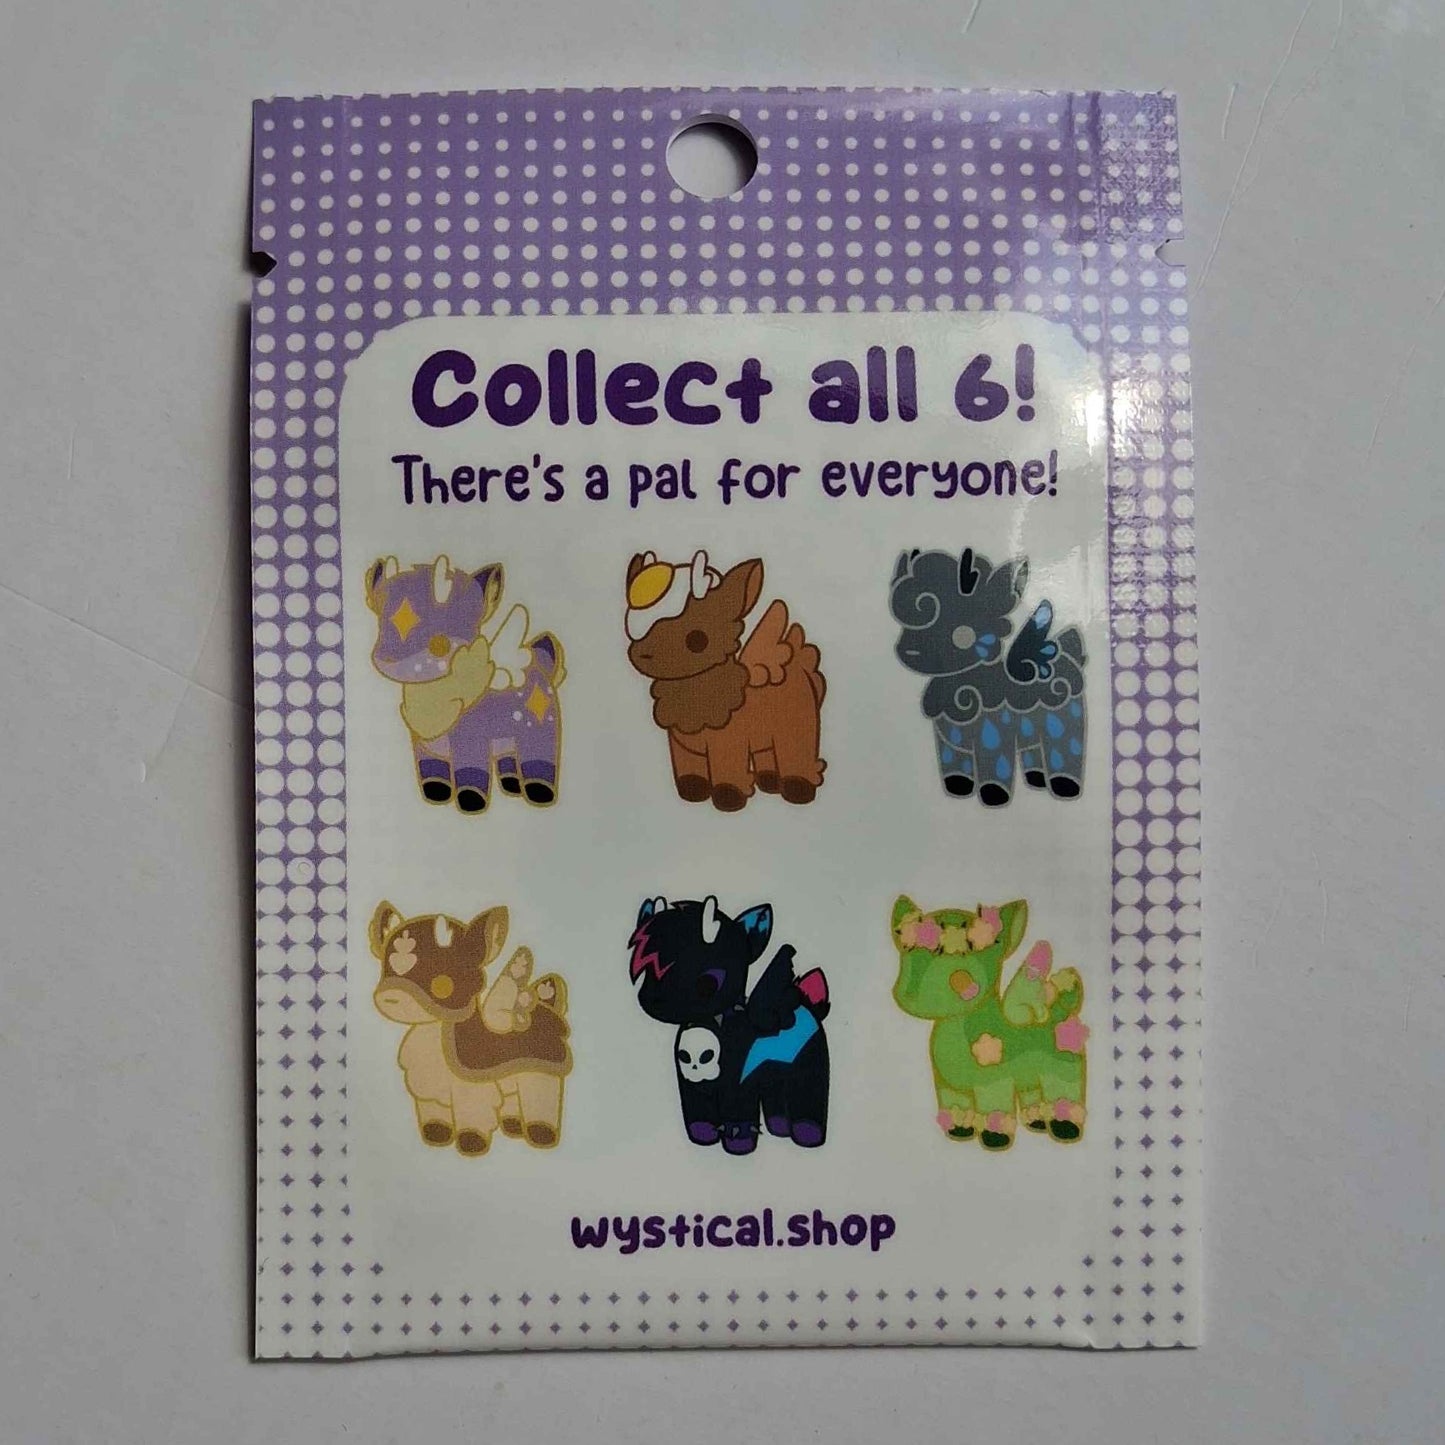 Collect all 6!
There's a pal for everyone!
wystical.shop